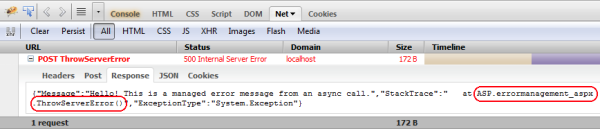 Console HTML CSS Script DOM Net Cookies
Clear Persist All HTML CSS JS XHR Images Flash Media
URL Status Domain Size Timeline
POST ThrowServerError 500 Internal Server Error localhost 172 B
Headers Post Response JSON Cookies
{"Message":"Hello! This is a managed error message from an async call.","StackTrace":" at ASP.errormanagement_aspx
.ThrowServerError()","ExceptionType":"System.Exception"}
1 request 172 B